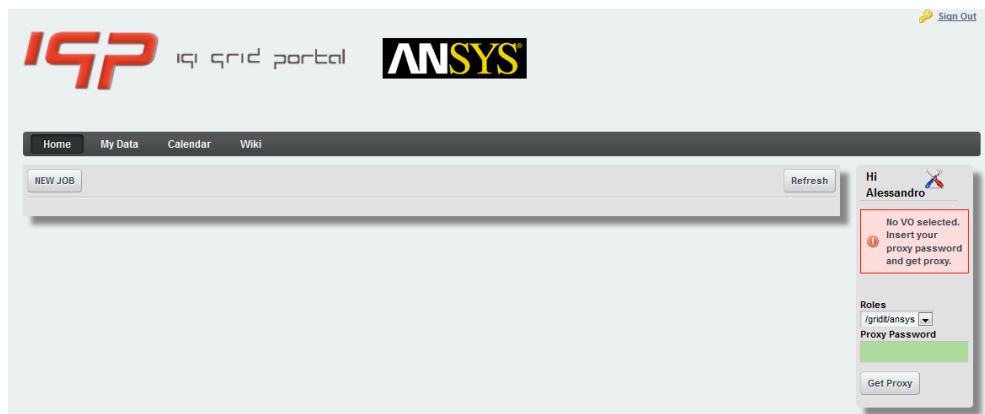 Sign Out
IGP IGI GRID PORTAL ANSYS®
Home My Data Calendar Wiki
NEW JOB Refresh
Hi
Alessandro
No VO selected.
Insert your
proxy password
and get proxy.
Roles
/gridit/ansys
Proxy Password
Get Proxy